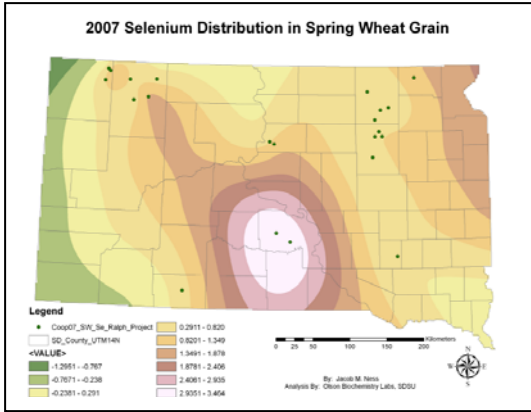 2007 Selenium Distribution in Spring Wheat Grain
Legend
Coop07_SW_Se_Ralph_Project
SD_County_UTM14N
<VALUE>
-1.2951 - -0.767
-0.7671 - -0.238
-0.2381 - 0.291
0.2911 - 0.820
0.8201 - 1.349
1.3491 - 1.878
1.8781 - 2.406
2.4061 - 2.935
2.9351 - 3.464
Kilometers
0 25 50 100 150 200
By: Jacob M. Ness
Analysis By: Olson Biochemistry Labs, SDSU
N
W E
S